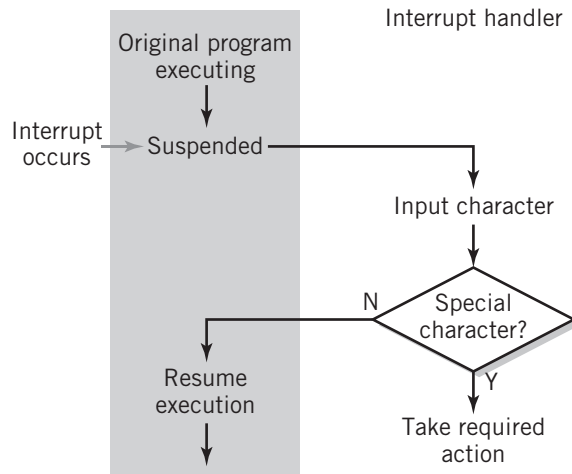 Interrupt handler
Original program
executing
Interrupt
occurs
Suspended
Input character
Special
character?
N
Y
Resume
execution
Take required
action